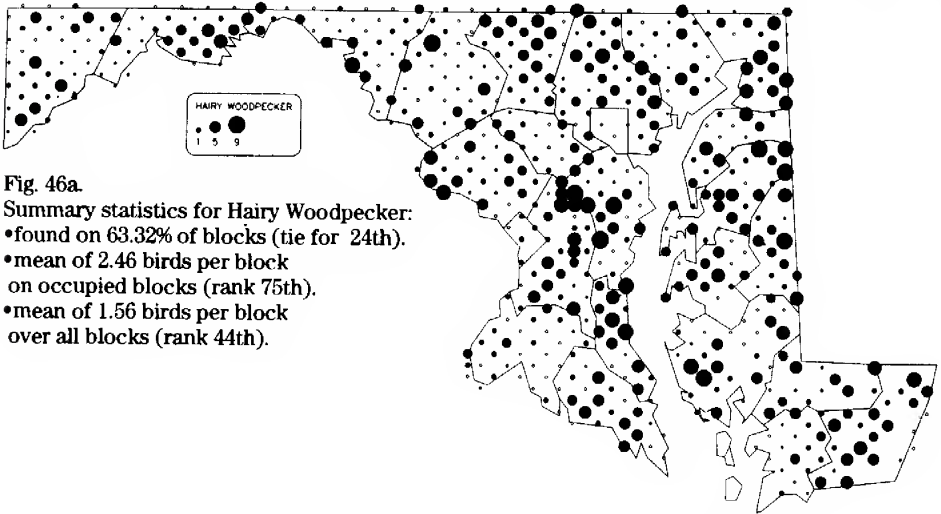 HAIRY WOODPECKER
1 5 9
Fig. 46a.
Summary statistics for Hairy Woodpecker:
•found on 63.32% of blocks (tie for 24th).
•mean of 2.46 birds per block
on occupied blocks (rank 75th).
•mean of 1.56 birds per block
over all blocks (rank 44th).